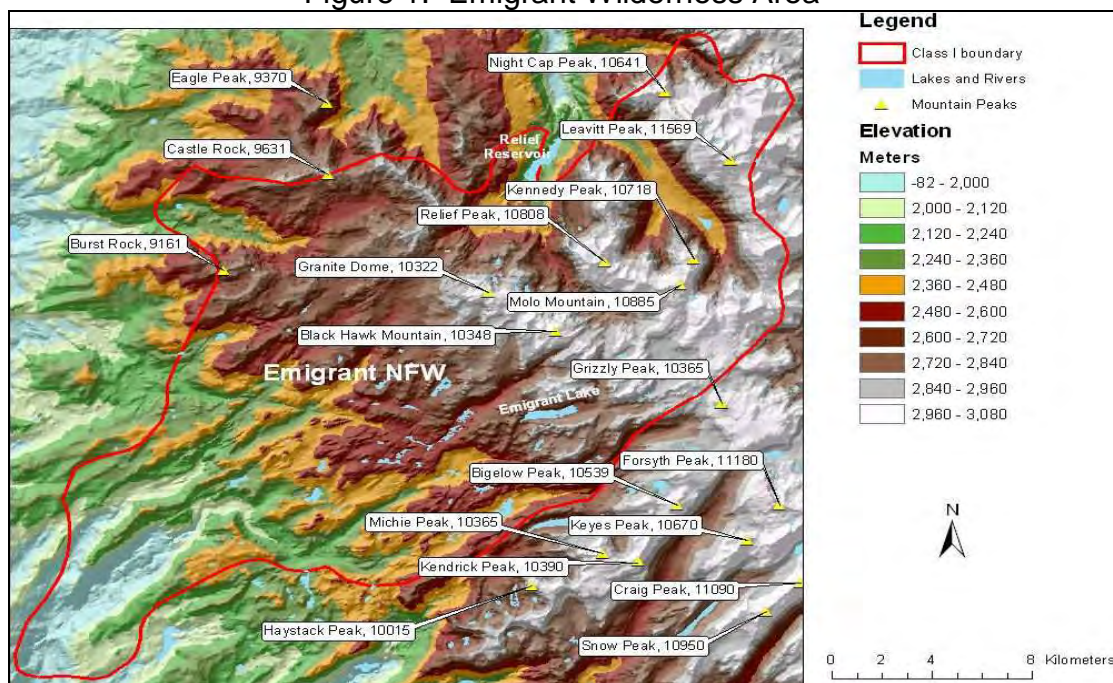 Figure 1: Emigrant Wilderness Area
Night Cap Peak, 10641
Eagle Peak, 9370
Leavitt Peak, 11569
Relief
Reservoir
Castle Rock, 9631
Kennedy Peak, 10718
Relief Peak, 10808
Burst Rock, 9161
Granite Dome, 10322
Molo Mountain, 10885
Black Hawk Mountain, 10348
Emigrant NFW
Grizzly Peak, 10365
Emigrant Lake
Forsyth Peak, 11180
Bigelow Peak, 10539
Michie Peak, 10365
Keyes Peak, 10670
Kendrick Peak, 10390
Craig Peak, 11090
Haystack Peak, 10015
Snow Peak, 10950
Legend
Class I boundary
Lakes and Rivers
Mountain Peaks
Elevation
Meters
-82 - 2,000
2,000 - 2,120
2,120 - 2,240
2,240 - 2,360
2,360 - 2,480
2,480 - 2,600
2,600 - 2,720
2,720 - 2,840
2,840 - 2,960
2,960 - 3,080
N
0 2 4 8 Kilometers